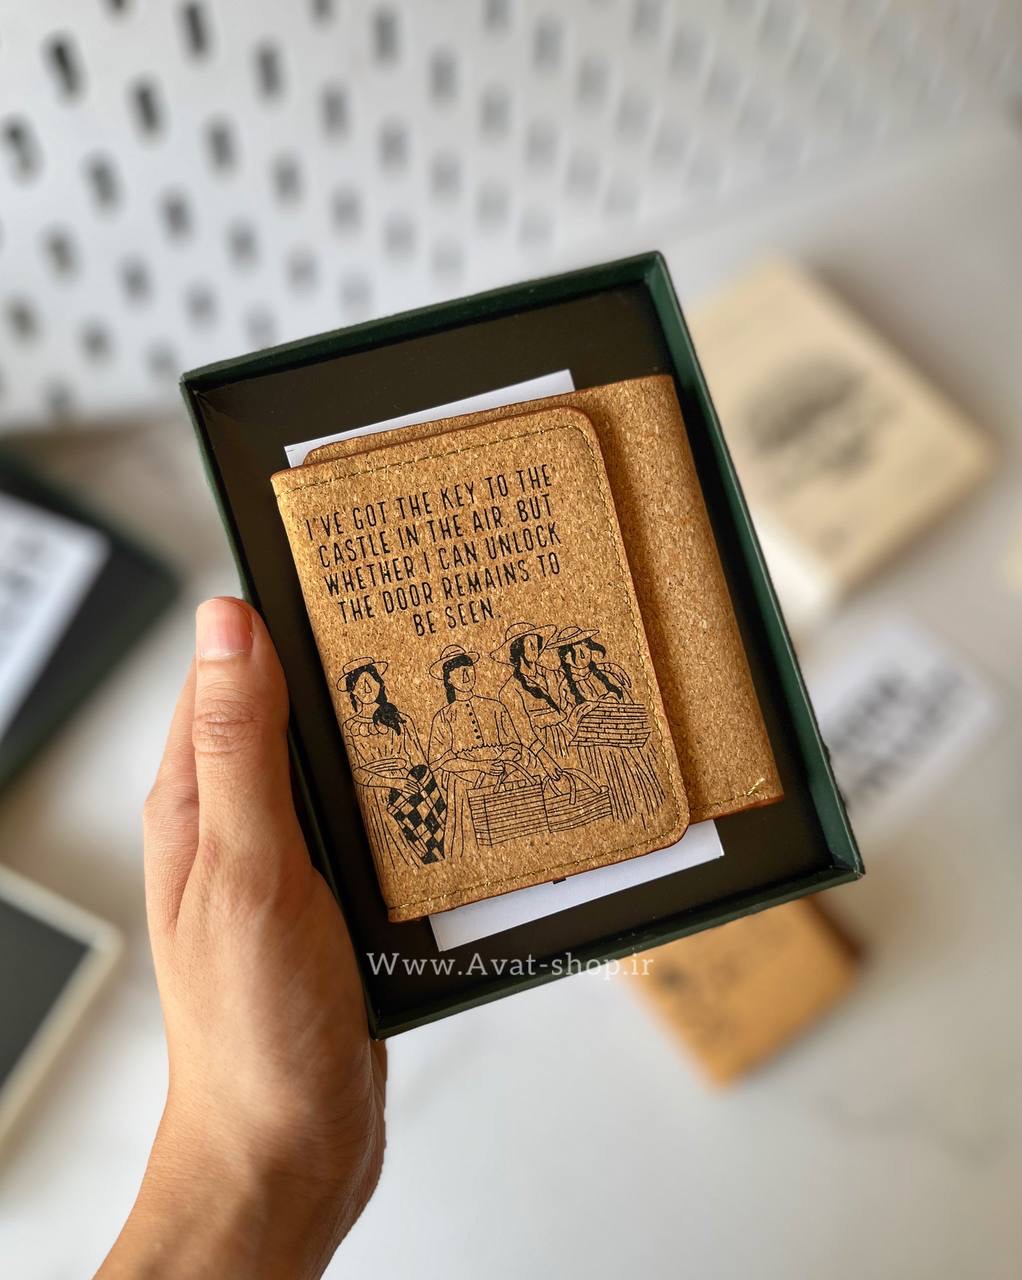 I'VE GOT THE KEY TO THE
CASTLE IN THE AIR, BUT
WHETHER I CAN UNLOCK
THE DOOR REMAINS TO
BE SEEN.
Www.Avat-shop.ir